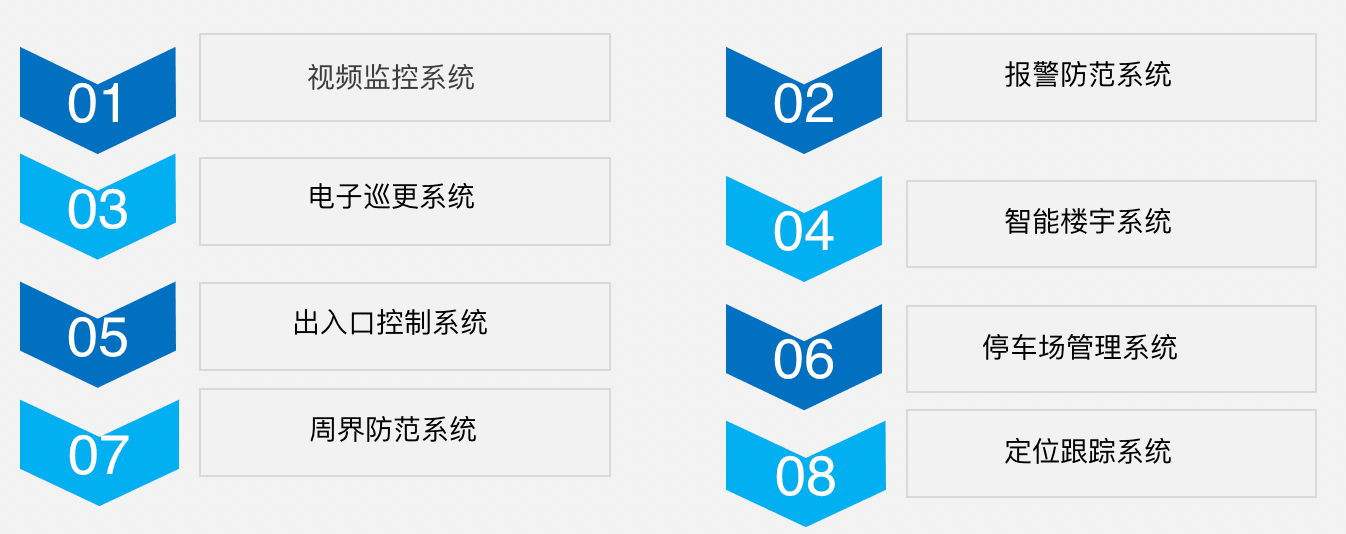 01
视频监控系统
02
报警防范系统
03
电子巡更系统
04
智能楼宇系统
05
出入口控制系统
06
停车场管理系统
07
周界防范系统
08
定位跟踪系统